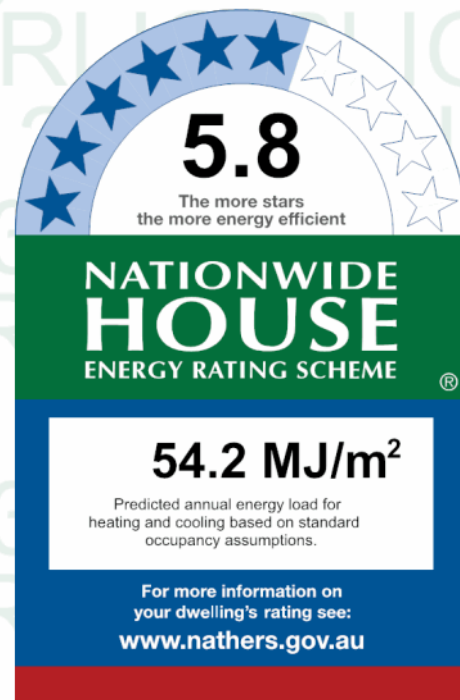 5.8
The more stars
the more energy efficient
NATIONWIDE
HOUSE
ENERGY RATING SCHEME
®
54.2 MJ/m²
Predicted annual energy load for
heating and cooling based on standard
occupancy assumptions.
For more information on
your dwelling's rating see:
www.nathers.gov.au